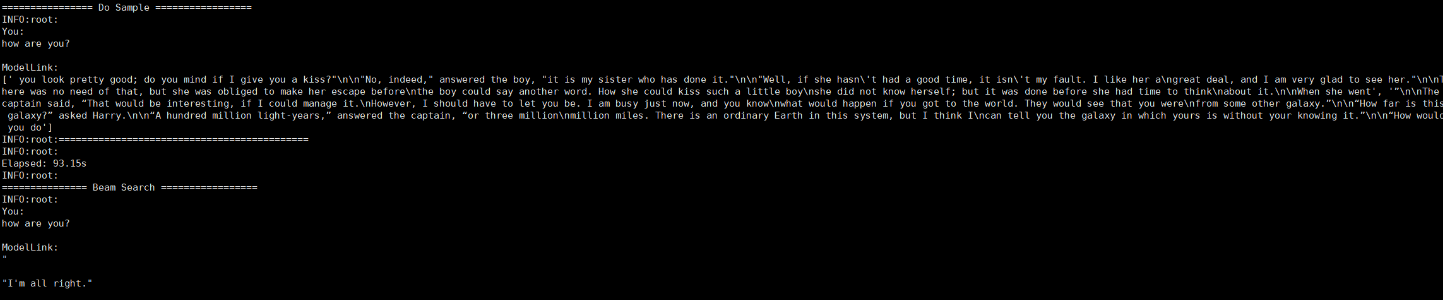 ================ Do Sample =================
INFO:root:
You:
how are you?
ModelLink:
[' you look pretty good; do you mind if I give you a kiss?"\n\n"No, indeed," answered the boy, "it is my sister who has done it."\n\n"Well, if she hasn\'t had a good time, it isn\'t my fault. I like her a\ngreat deal, and I am very glad to see her."\n\nT
here was no need of that, but she was obliged to make her escape before\nthe boy could say another word. How she could kiss such a little boy\nshe did not know herself; but it was done before she had time to think\nabout it.\n\nWhen she went', '”\n\nThe
captain said, “That would be interesting, if I could manage it.\nHowever, I should have to let you be. I am busy just now, and you know\nwhat would happen if you got to the world. They would see that you were\nfrom some other galaxy.”\n\n“How far is this
galaxy?” asked Harry.\n\n“A hundred million light-years,” answered the captain, “or three million\nmillion miles. There is an ordinary Earth in this system, but I think I\ncan tell you the galaxy in which yours is without your knowing it.”\n\n“How would
you do']
INFO:root:============================================
INFO:root:
Elapsed: 93.15s
INFO:root:
=============== Beam Search =================
INFO:root:
You:
how are you?
ModelLink:
"
"I'm all right."